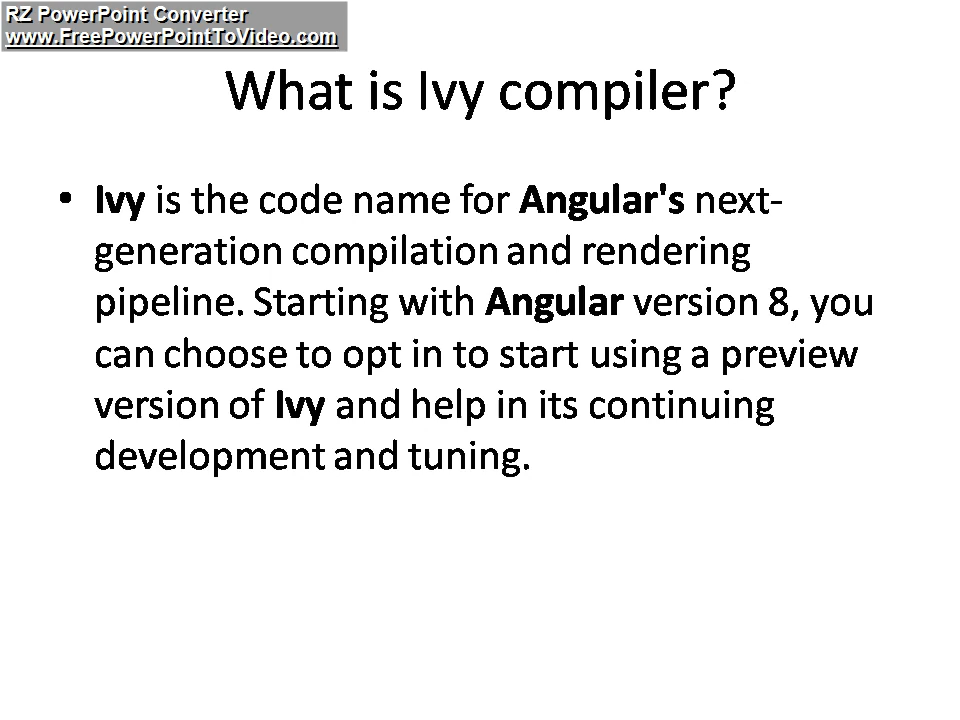 RZ PowerPoint Converter
www.FreePowerPointToVideo.com
What is Ivy compiler?
• Ivy is the code name for Angular's next-
generation compilation and rendering
pipeline. Starting with Angular version 8, you
can choose to opt in to start using a preview
version of Ivy and help in its continuing
development and tuning.